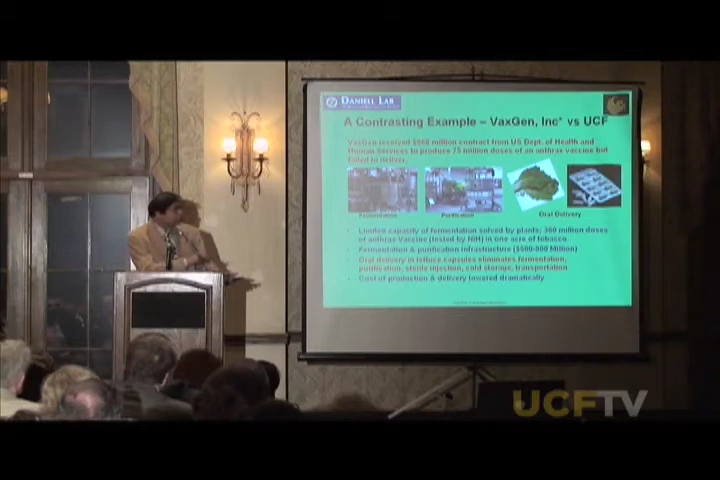 DANIELL LAB
A Contrasting Example – VaxGen, Inc* vs UCF
VaxGen received $900 million contract from US Dept. of Health and
Human Services to produce 75 million doses of an anthrax vaccine but
failed to deliver.
Fermentation Purification Oral Delivery
• Limited capacity of fermentation solved by plants; 360 million doses
of anthrax Vaccine (tested by NIH) in one acre of tobacco
• Fermentation & purification infrastructure ($500-900 Million)
• Oral delivery in lettuce capsules eliminates fermentation,
purification, sterile injection, cold storage, transportation
• Cost of production & delivery lowered dramatically
UCFTV